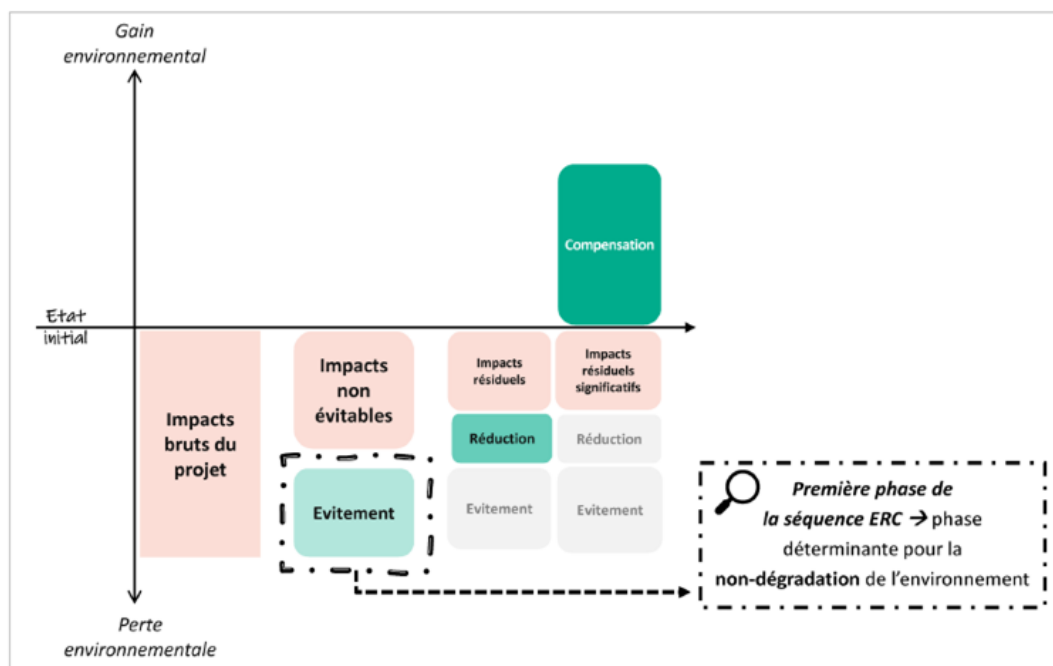 Gain
environnemental
Compensation
Etat
initial
Impacts
bruts du
projet
Impacts
non
évitables
Evitement
Impacts
résiduels
Réduction
Evitement
Impacts
résiduels
significatifs
Réduction
Evitement
Première phase de
la séquence ERC → phase
déterminante pour la
non-dégradation de l'environnement
Perte
environnementale